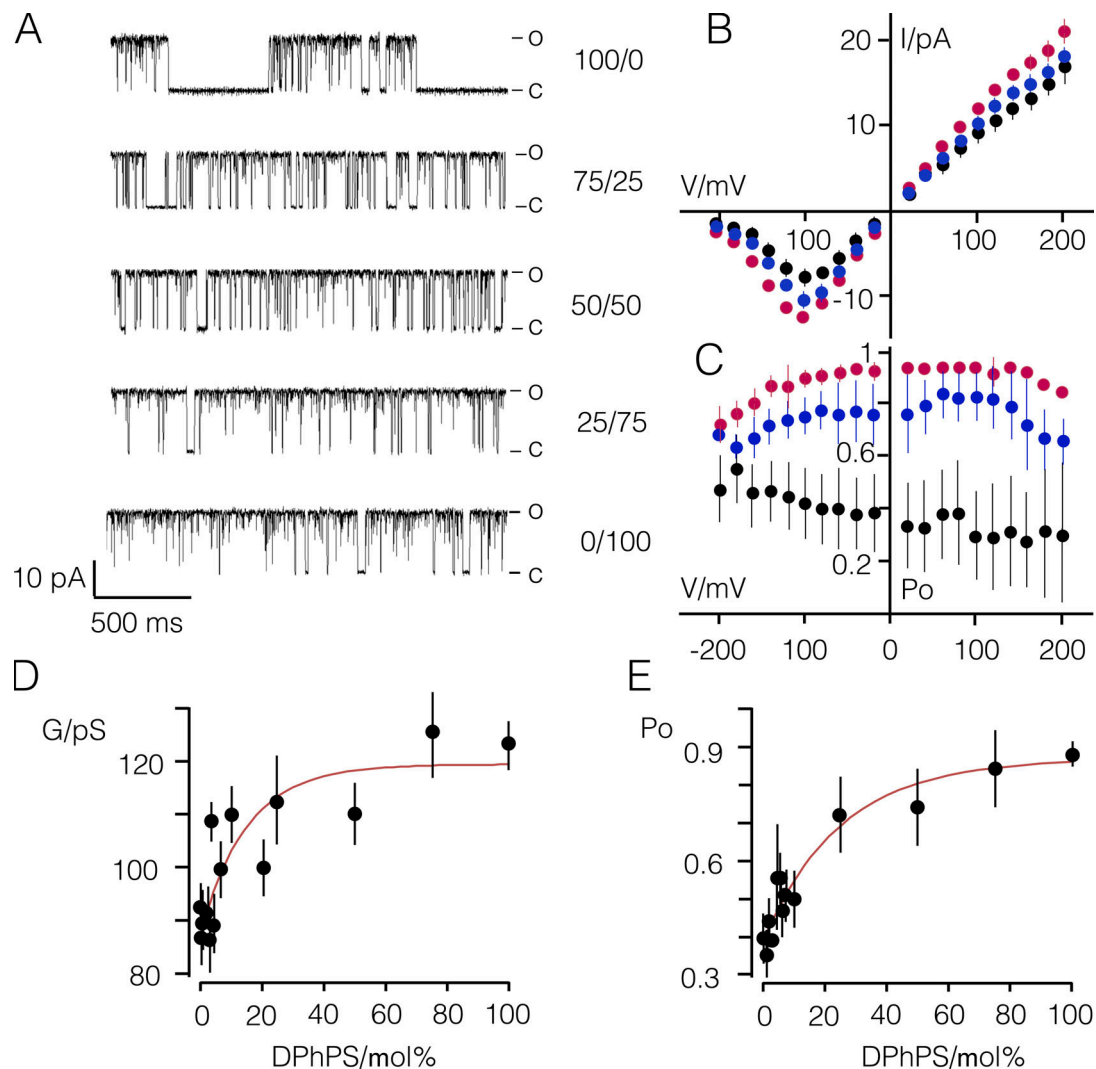 A
– O
– C
100/0
– O
– C
75/25
– O
– C
50/50
– O
– C
25/75
– O
– C
0/100
10 pA
500 ms
B
I/pA
20
10
V/mV
100
0
100
200
-10
C
1
0.6
0.2
V/mV
Po
-200
100
0
100
200
D
G/pS
120
100
80
0
20
40
60
80
100
DPhPS/mol%
E
Po
0.9
0.6
0.3
0
20
40
60
80
100
DPhPS/mol%